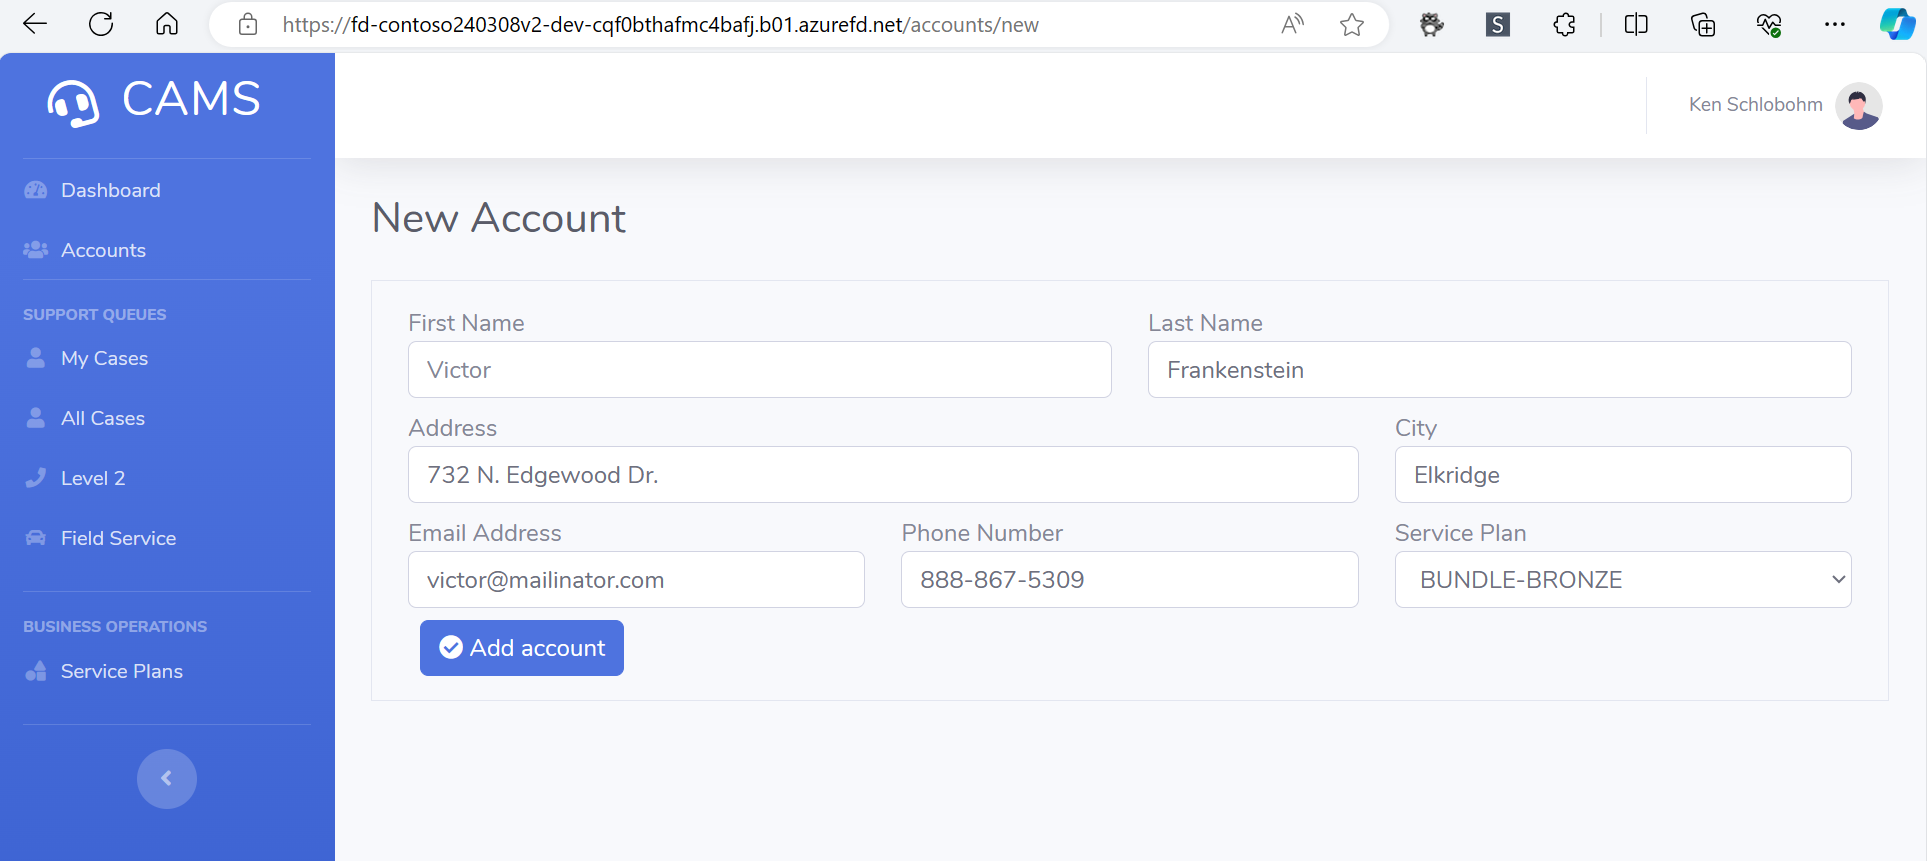 https://fd-contoso240308v2-dev-cqf0bthafmc4bafj.b01.azurefd.net/accounts/new
S
CAMS
Ken Schlobohm
Dashboard
Accounts
SUPPORT QUEUES
My Cases
All Cases
Level 2
Field Service
BUSINESS OPERATIONS
Service Plans
New Account
First Name
Last Name
Victor
Frankenstein
Address
City
732 N. Edgewood Dr.
Elkridge
Email Address
Phone Number
Service Plan
victor@mailinator.com
888-867-5309
BUNDLE-BRONZE
Add account